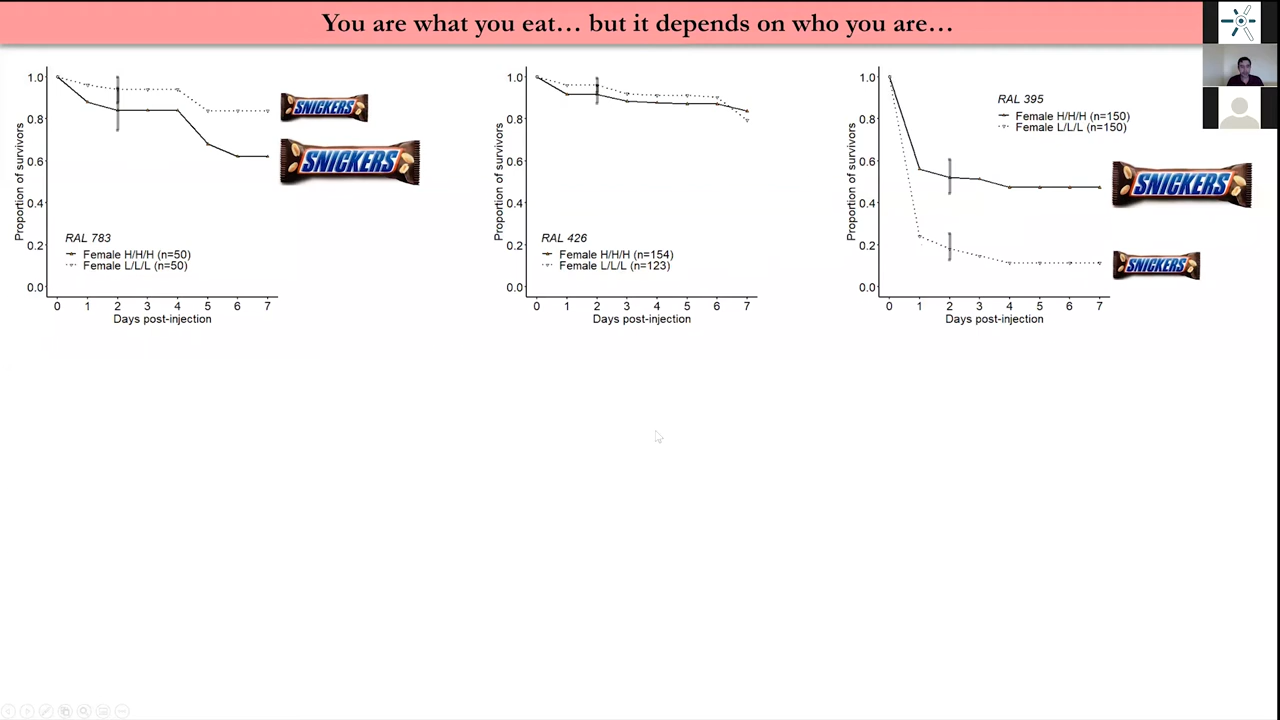 You are what you eat… but it depends on who you are…
1.0
0.8
0.6
0.4
0.2
0.0
Proportion of survivors
RAL 783
Female H/H/H (n=50)
Female L/L/L (n=50)
0 1 2 3 4 5 6 7
Days post-injection
SNICKERS
SNICKERS
1.0
0.8
0.6
0.4
0.2
0.0
Proportion of survivors
RAL 426
Female H/H/H (n=154)
Female L/L/L (n=123)
0 1 2 3 4 5 6 7
Days post-injection
1.0
0.8
0.6
0.4
0.2
0.0
Proportion of survivors
RAL 395
Female H/H/H (n=150)
Female L/L/L (n=150)
0 1 2 3 4 5 6 7
Days post-injection
SNICKERS
SNICKERS